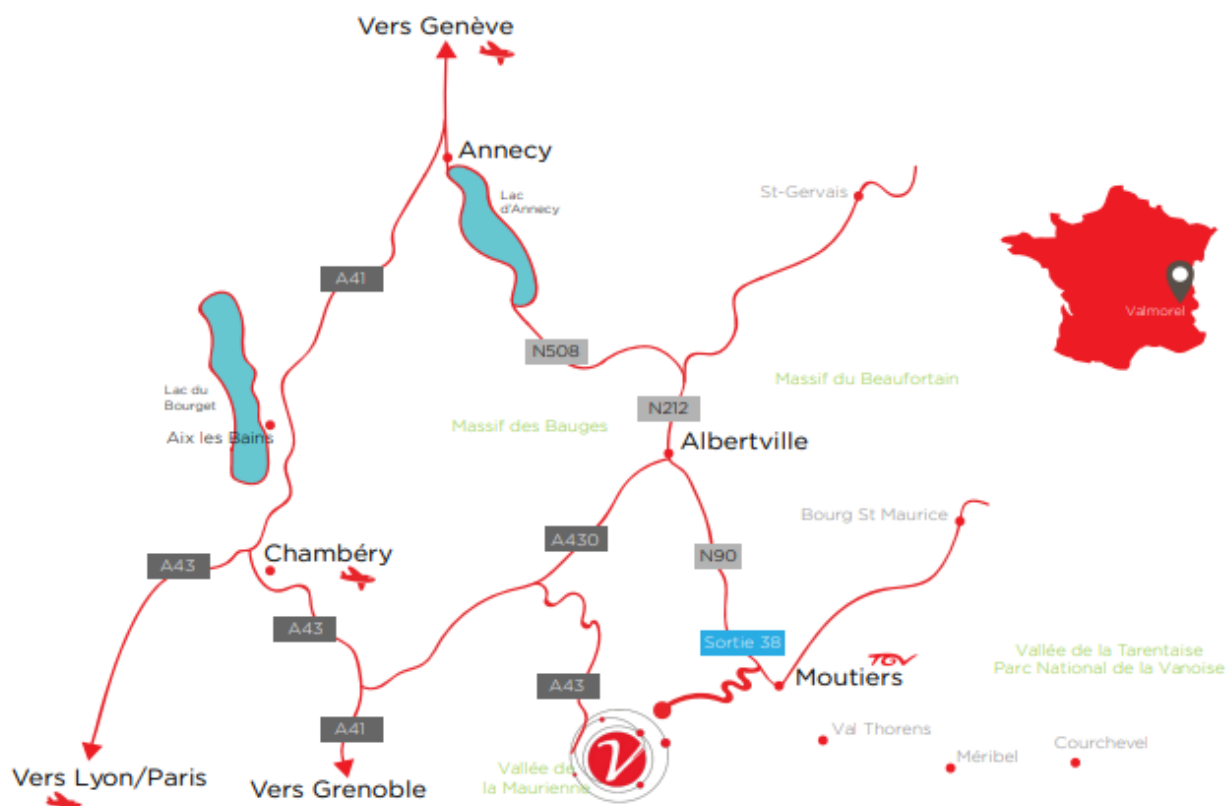 Vers Genève
Annecy
Lac
d'Annecy
St-Gervais
A41
Valmorel
Lac du
Bourget
N508
Massif du Beaufortain
N212
Massif des Bauges
Aix les Bains
Albertville
Bourg St Maurice
A430
Chambéry
N90
A43
A43
Sortie 38
Vallée de la Tarentaise
Parc National de la Vanoise
TGV
Moutiers
A43
A41
Val Thorens
Courchevel
Méribel
V
Vallée de
la Maurienne
Vers Lyon/Paris
Vers Grenoble